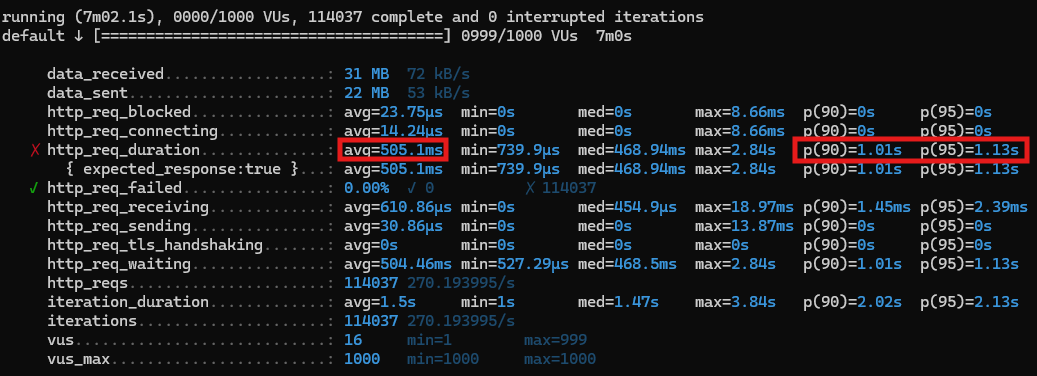 running (7m02.1s), 0000/1000 VUs, 114037 complete and 0 interrupted iterations
default ↓ [======================================] 0999/1000 VUs  7m0s
     data_received..................: 31 MB  72 kB/s
     data_sent......................: 22 MB  53 kB/s
     http_req_blocked...............: avg=23.75µs  min=0s       med=0s       max=8.66ms  p(90)=0s     p(95)=0s
     http_req_connecting............: avg=14.24µs  min=0s       med=0s       max=8.66ms  p(90)=0s     p(95)=0s
   ✗ http_req_duration..............: avg=505.1ms  min=739.9µs  med=468.94ms max=2.84s   p(90)=1.01s  p(95)=1.13s
       { expected_response:true }...: avg=505.1ms  min=739.9µs  med=468.94ms max=2.84s   p(90)=1.01s  p(95)=1.13s
   ✓ http_req_failed................: 0.00%  ✓ 0          ✗ 114037
     http_req_receiving.............: avg=610.86µs min=0s       med=454.9µs  max=18.97ms p(90)=1.45ms p(95)=2.39ms
     http_req_sending...............: avg=30.86µs  min=0s       med=0s       max=13.87ms p(90)=0s     p(95)=0s
     http_req_tls_handshaking.......: avg=0s       min=0s       med=0s       max=0s      p(90)=0s     p(95)=0s
     http_req_waiting...............: avg=504.46ms min=527.29µs med=468.5ms  max=2.84s   p(90)=1.01s  p(95)=1.13s
     http_reqs......................: 114037 270.193995/s
     iteration_duration.............: avg=1.5s     min=1s       med=1.47s    max=3.84s   p(90)=2.02s  p(95)=2.13s
     iterations.....................: 114037 270.193995/s
     vus............................: 16     min=1        max=999
     vus_max........................: 1000   min=1000     max=1000